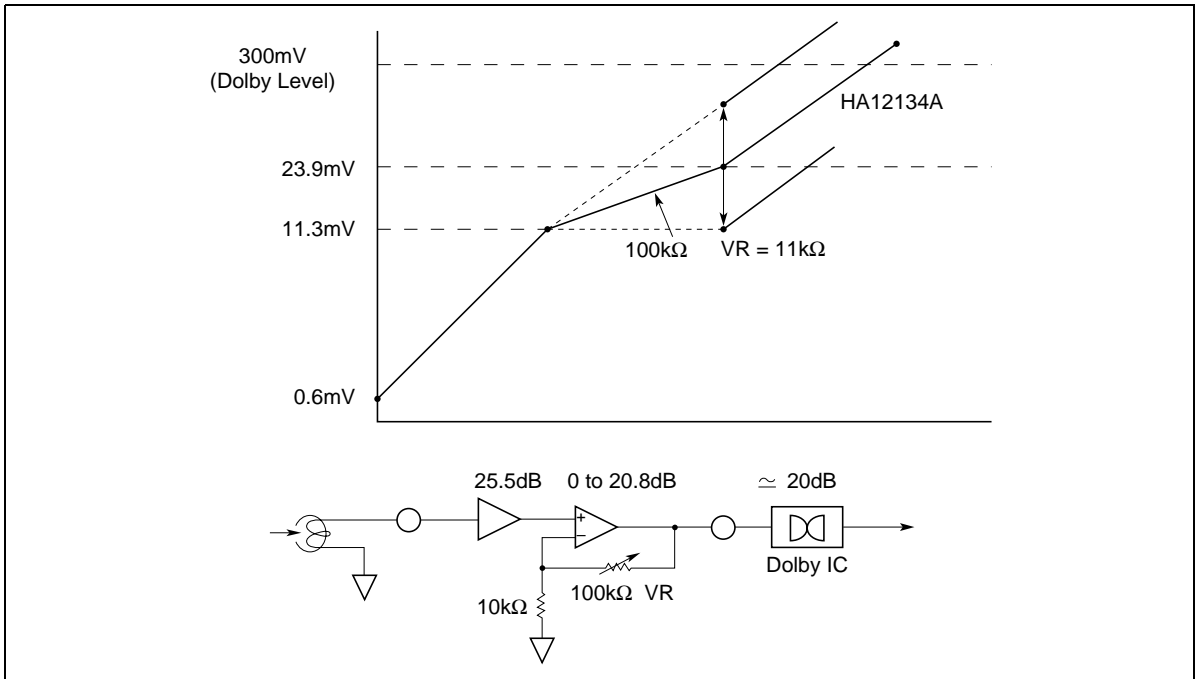 300mV
(Dolby Level)
HA12134A
23.9mV
11.3mV
100kΩ
VR = 11kΩ
0.6mV
25.5dB
0 to 20.8dB
≃ 20dB
+
−
Dolby IC
100kΩ VR
10kΩ